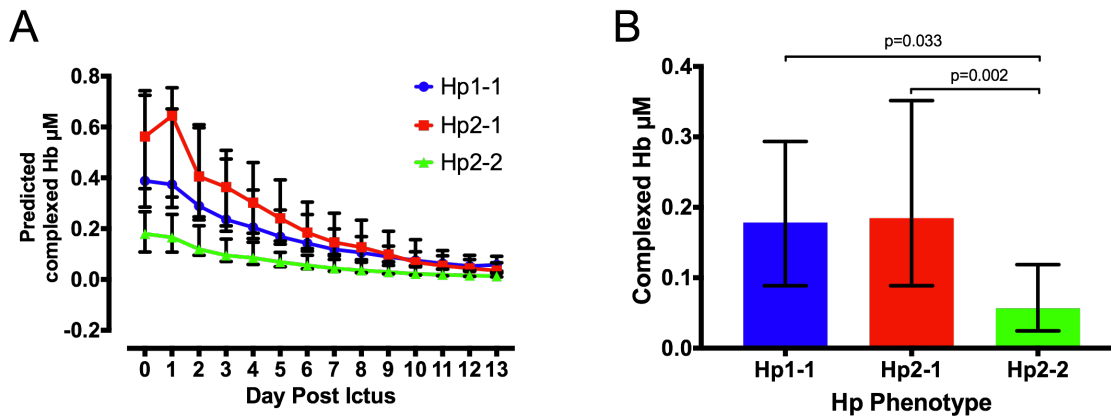 A
Predicted
complexed Hb µM
0.8
0.6
0.4
0.2
0.0
-0.2
Hp1-1
Hp2-1
Hp2-2
0 1 2 3 4 5 6 7 8 9 10 11 12 13
Day Post Ictus
B
p=0.033
p=0.002
Complexed Hb µM
0.4
0.3
0.2
0.1
0.0
Hp1-1 Hp2-1 Hp2-2
Hp Phenotype